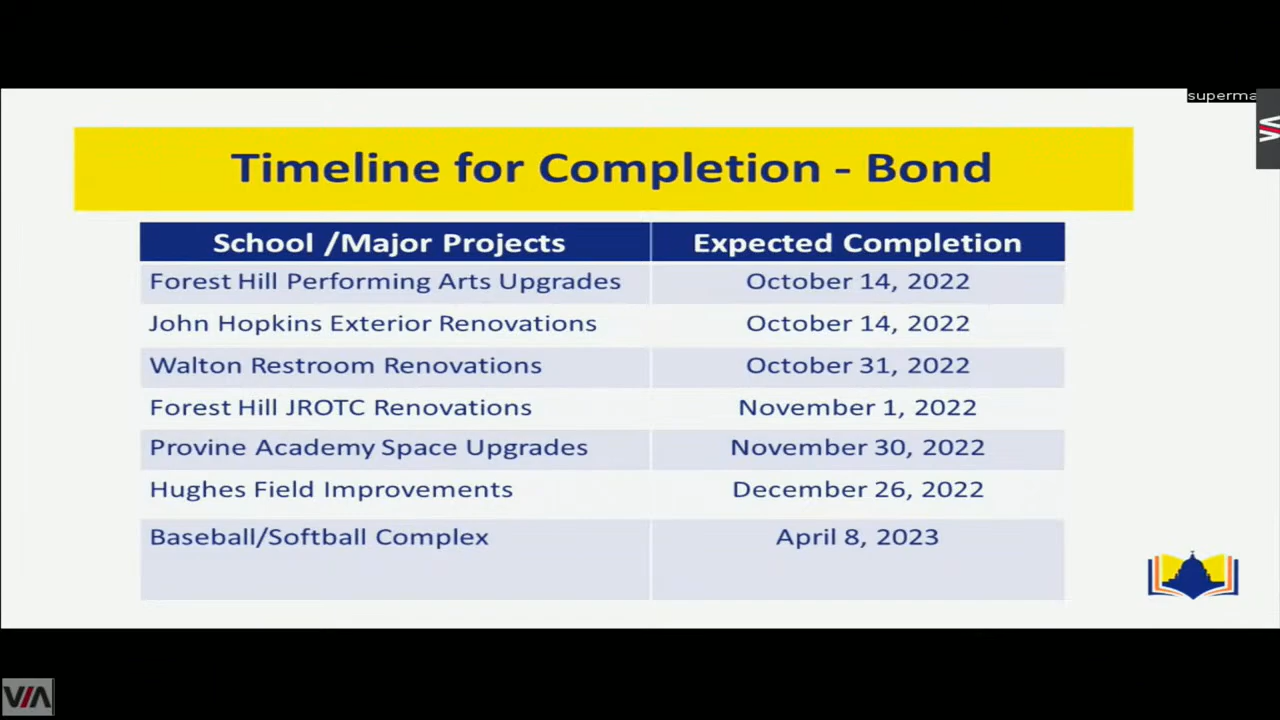 superma
Timeline for Completion - Bond
School /Major Projects Expected Completion
Forest Hill Performing Arts Upgrades October 14, 2022
John Hopkins Exterior Renovations October 14, 2022
Walton Restroom Renovations October 31, 2022
Forest Hill JROTC Renovations November 1, 2022
Provine Academy Space Upgrades November 30, 2022
Hughes Field Improvements December 26, 2022
Baseball/Softball Complex April 8, 2023
VIA